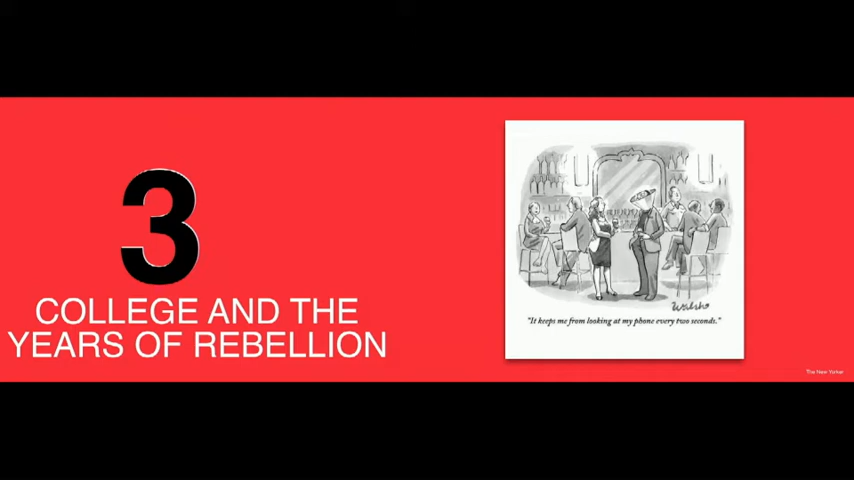 3
COLLEGE AND THE
YEARS OF REBELLION
"It keeps me from looking at my phone every two seconds."
The New Yorker